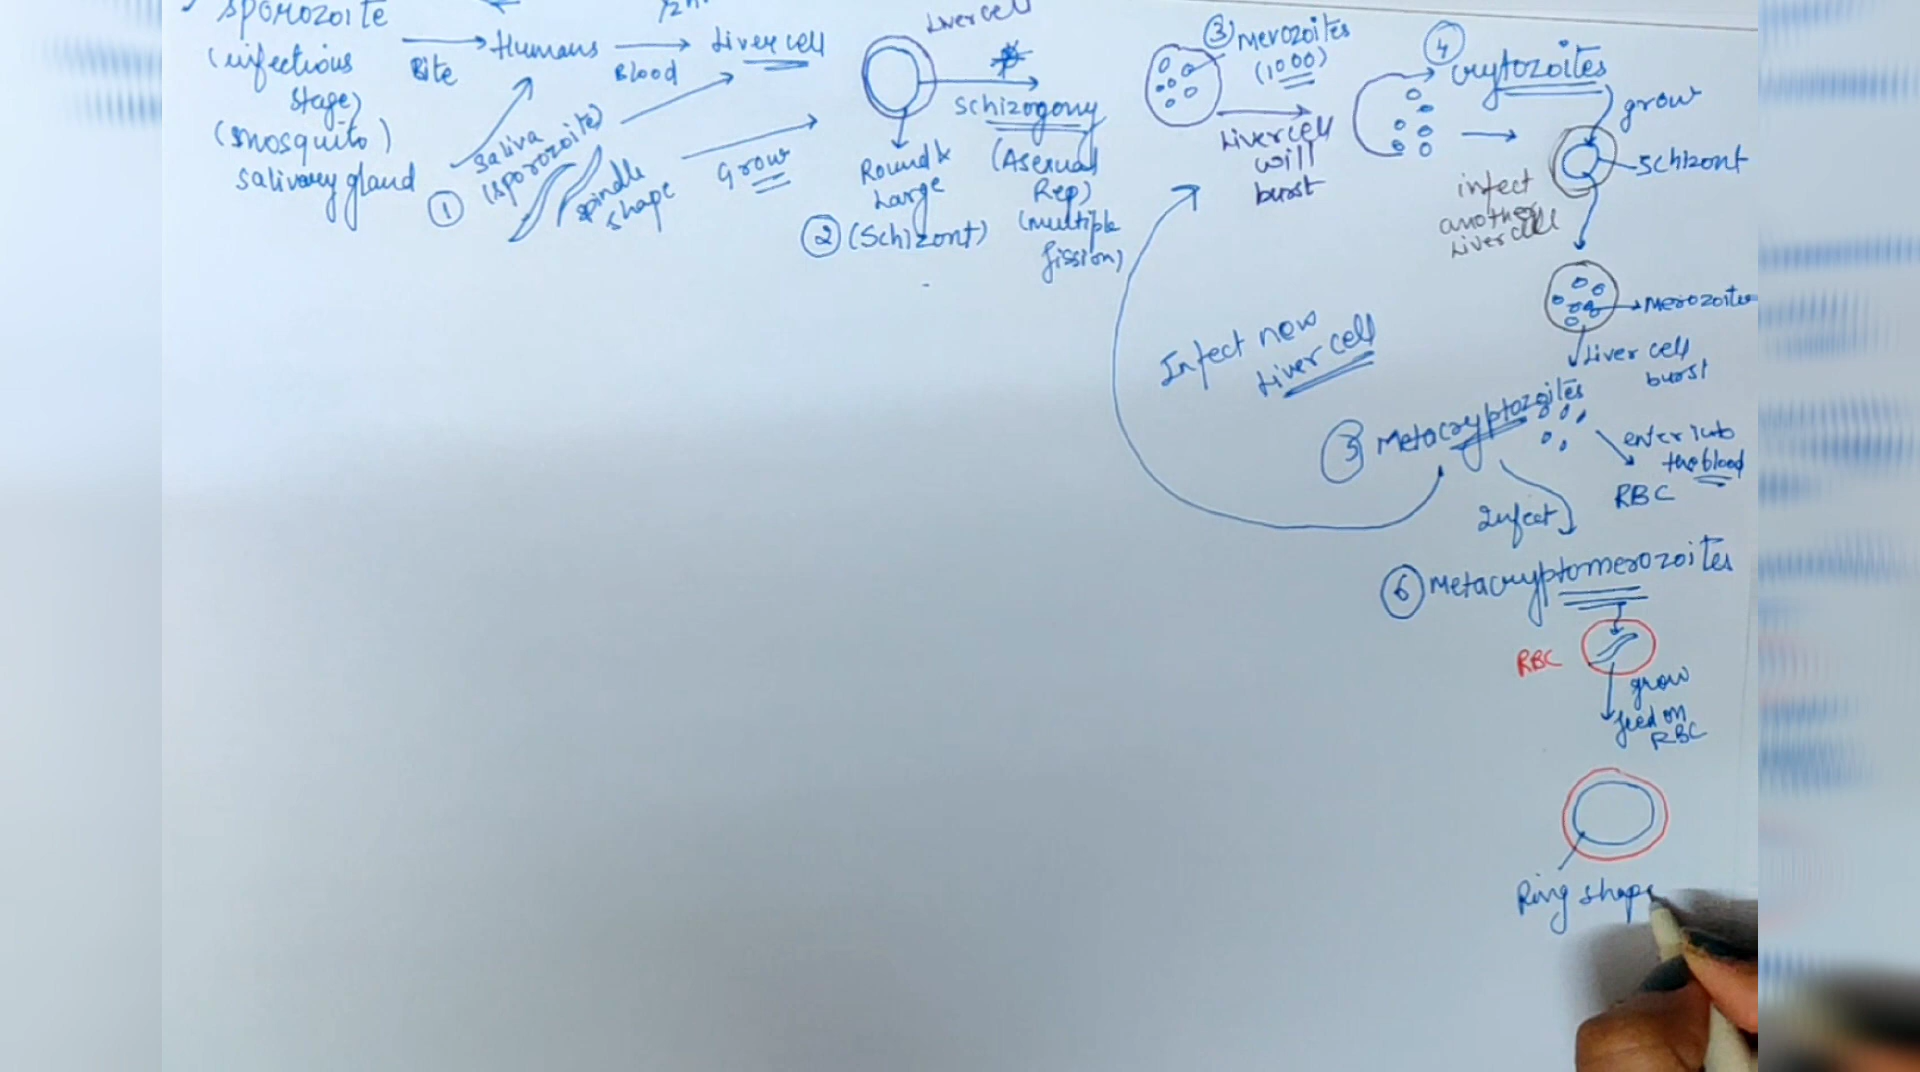 sporozoite
(infectious
stage)
(mosquito)
salivary gland
Bite
Humans
Blood
Liver cell
①
Saliva
(sporozoite)
spindle
shape
Grow
Liver cell
Round &
Large
② (Schizont)
Schizogony
(Asexual
Rep)
(multiple
fission)
③ Merozoites
(1000)
Liver cell
will
burst
④
Crytozoites
grow
Schizont
infect
another
Liver cell
Merozoites
Liver cell
burst
Infect new
Liver cell
5 Metacryptozoites
enter into
the blood
RBC
Infect
⑥ Metacryptomerozoites
RBC
grow
feed on
RBC
Ring shape